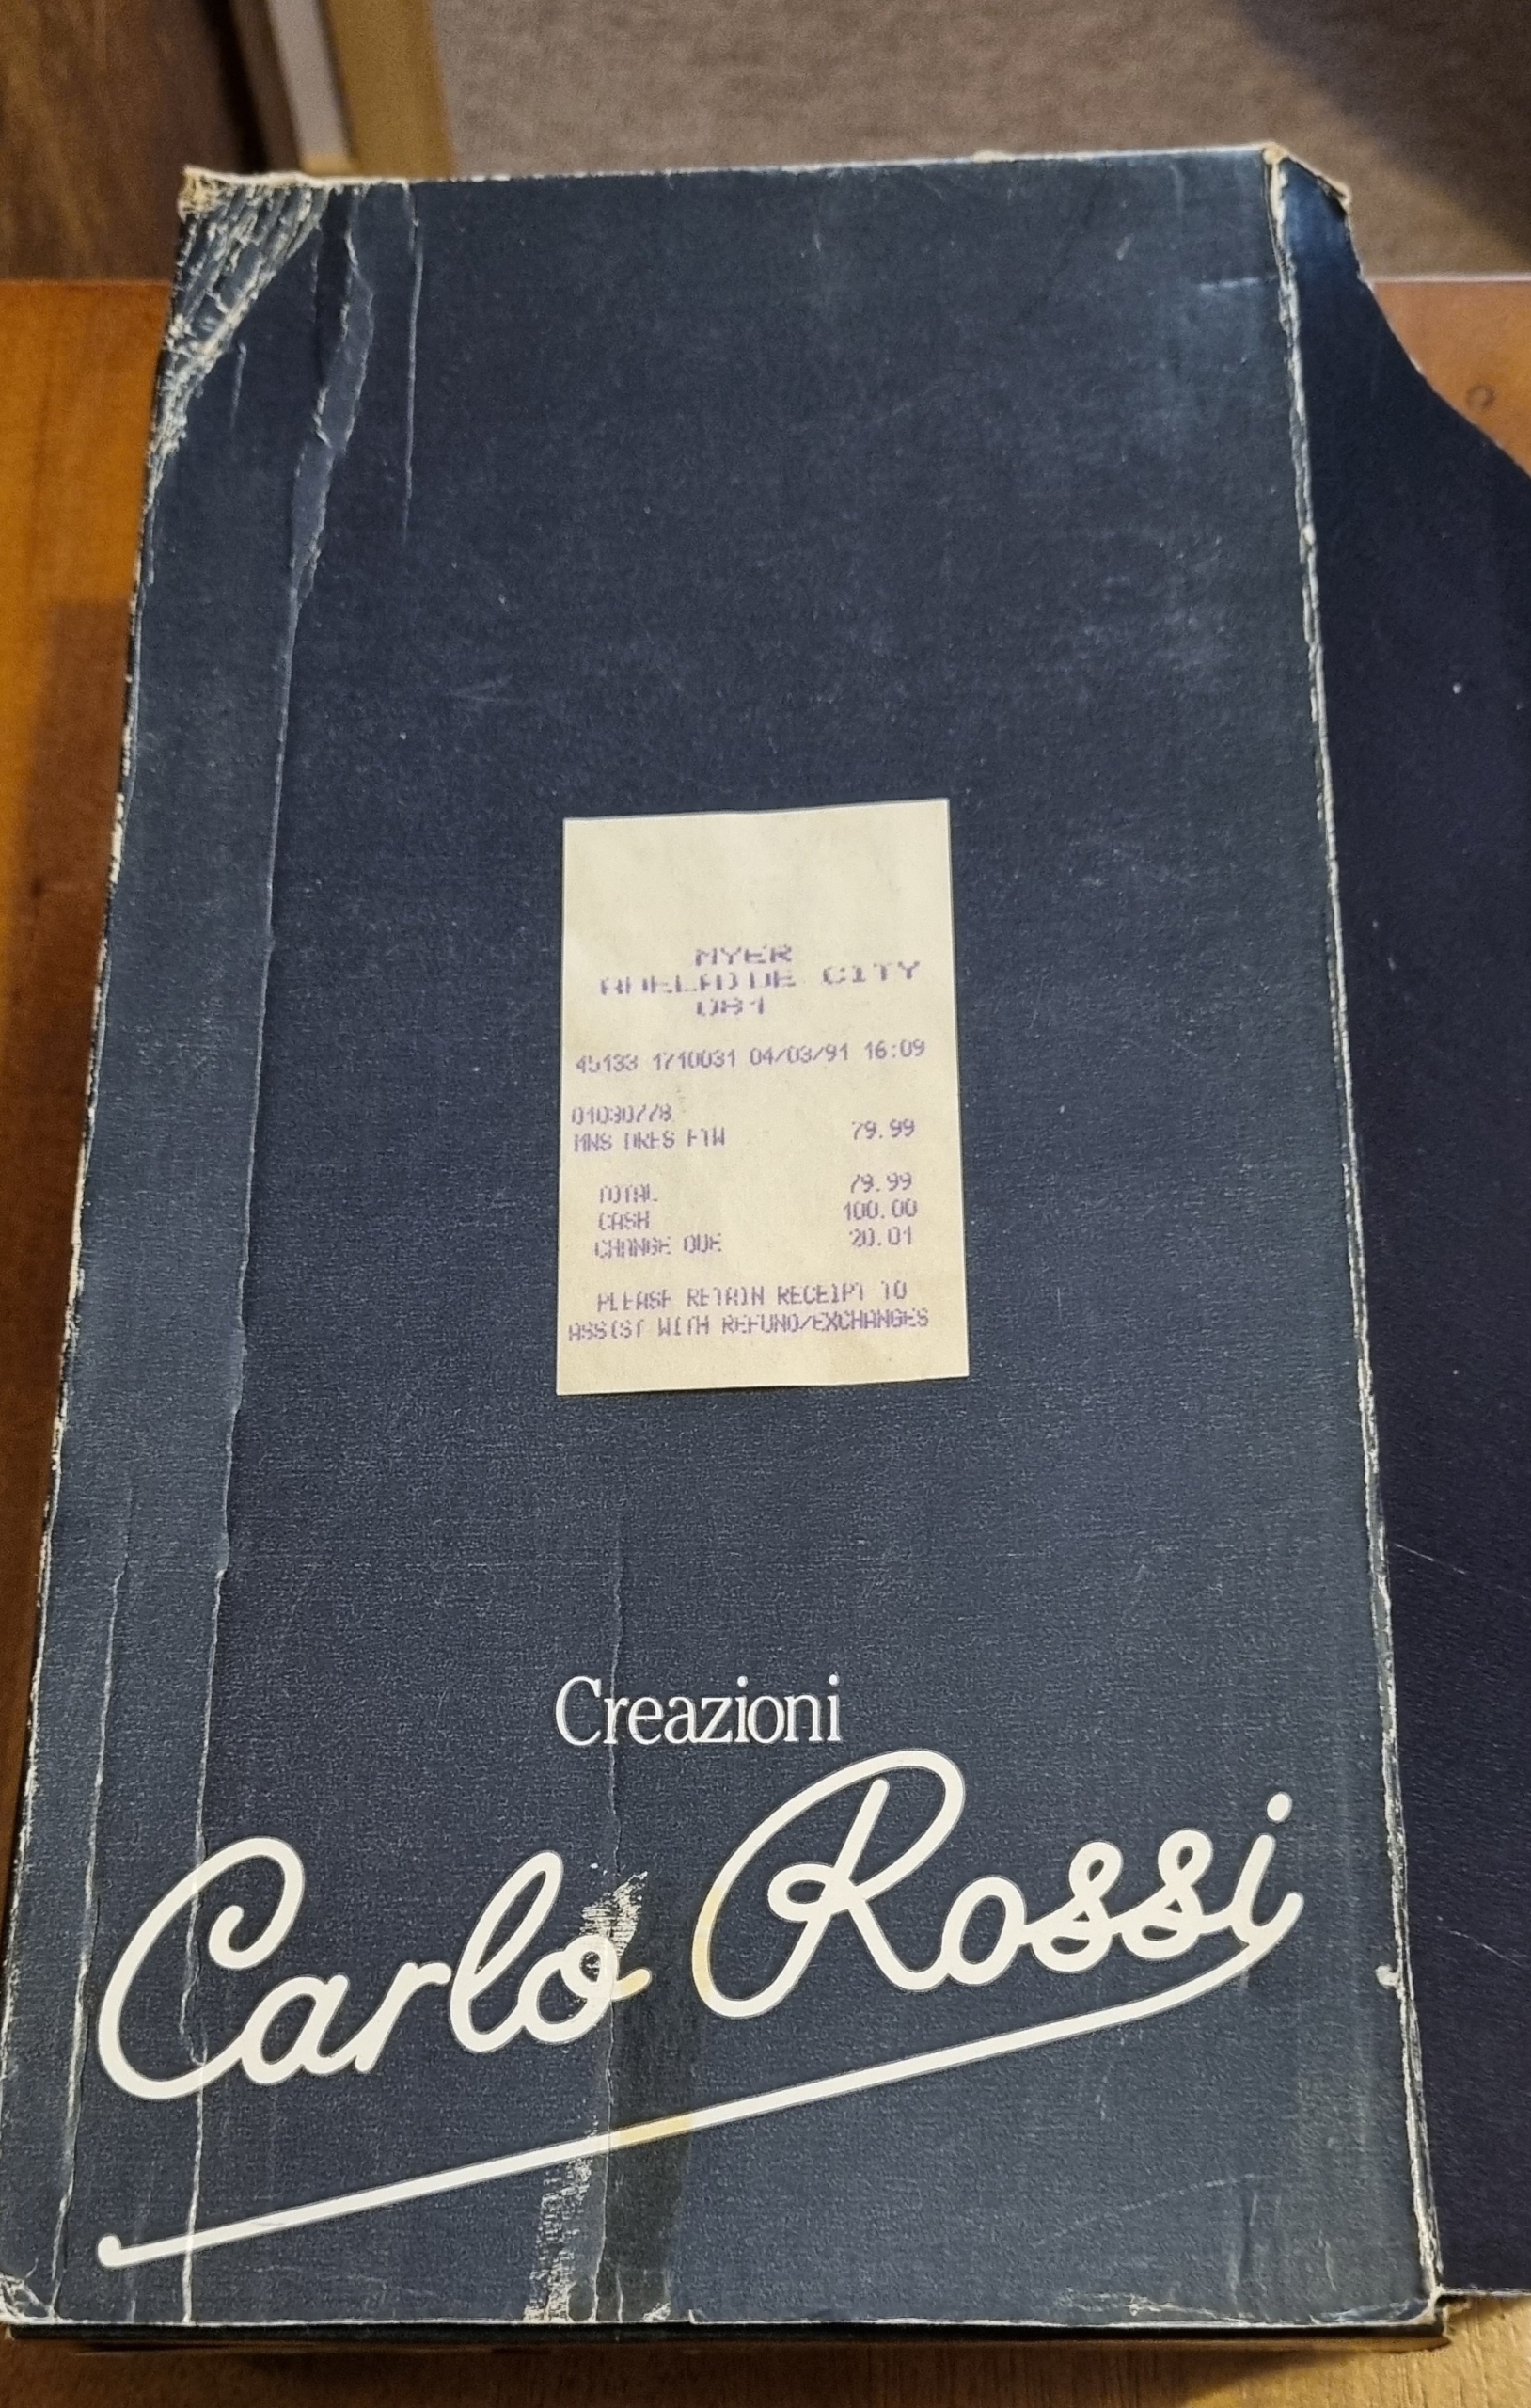 MYER
ADELAIDE CITY
081
45133 1710031 04/03/91 16:09
01030778
MNS DRES FTW 79.99
TOTAL 79.99
CASH 100.00
CHANGE DUE 20.01
PLEASE RETAIN RECEIPT TO
ASSIST WITH REFUND/EXCHANGES
Creazioni
Carlo Rossi